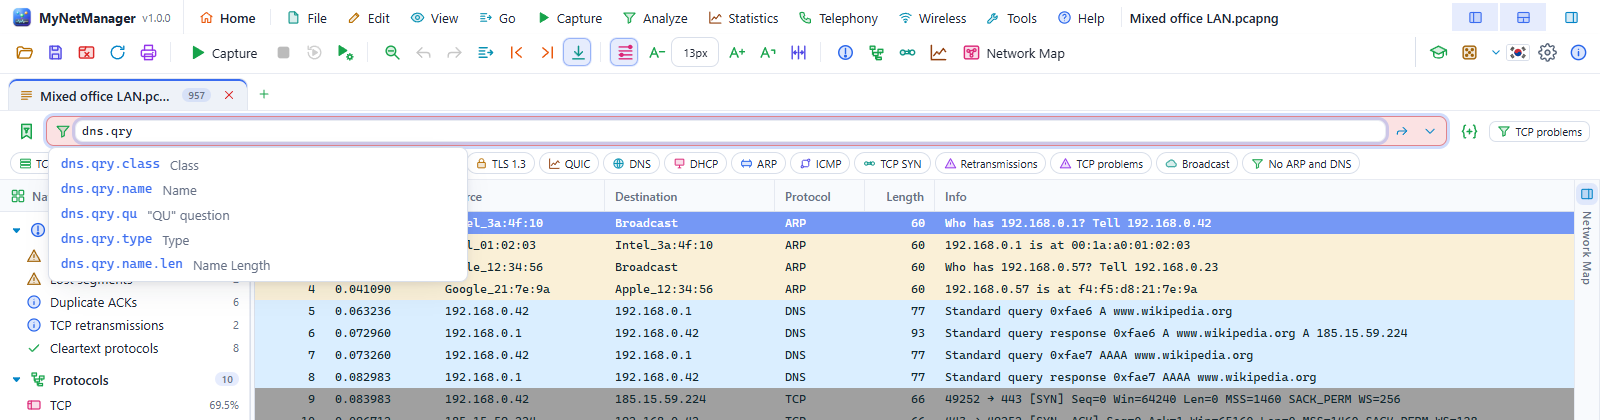 MyNetManager v1.0.0 Home File Edit View Go Capture Analyze Statistics Telephony Wireless Tools Help Mixed office LAN.pcapng
Capture A- 13px A+ A Network Map
Mixed office LAN.pc... 957
dns.qry TCP problems
TC TLS 1.3 QUIC DNS DHCP ARP ICMP TCP SYN Retransmissions TCP problems Broadcast No ARP and DNS
dns.qry.class Class
dns.qry.name Name
dns.qry.qu "QU" question
dns.qry.type Type
dns.qry.name.len Name Length
Na rce Destination Protocol Length Info
el_3a:4f:10 Broadcast ARP 60 Who has 192.168.0.1? Tell 192.168.0.42
l_01:02:03 Intel_3a:4f:10 ARP 60 192.168.0.1 is at 00:1a:a0:01:02:03
le_12:34:56 Broadcast ARP 60 Who has 192.168.0.57? Tell 192.168.0.23
4 0.041090 Google_21:7e:9a Apple_12:34:56 ARP 60 192.168.0.57 is at f4:f5:d8:21:7e:9a
5 0.063236 192.168.0.42 192.168.0.1 DNS 77 Standard query 0xfae6 A www.wikipedia.org
6 0.072960 192.168.0.1 192.168.0.42 DNS 93 Standard query response 0xfae6 A www.wikipedia.org A 185.15.59.224
7 0.073260 192.168.0.42 192.168.0.1 DNS 77 Standard query 0xfae7 AAAA www.wikipedia.org
8 0.082983 192.168.0.1 192.168.0.42 DNS 77 Standard query response 0xfae7 AAAA www.wikipedia.org
9 0.083983 192.168.0.42 185.15.59.224 TCP 66 49252 → 443 [SYN] Seq=0 Win=64240 Len=0 MSS=1460 SACK_PERM WS=256
Lost segments
Duplicate ACKs 6
TCP retransmissions 2
Cleartext protocols 8
Protocols 10
TCP 69.5%
Network Map